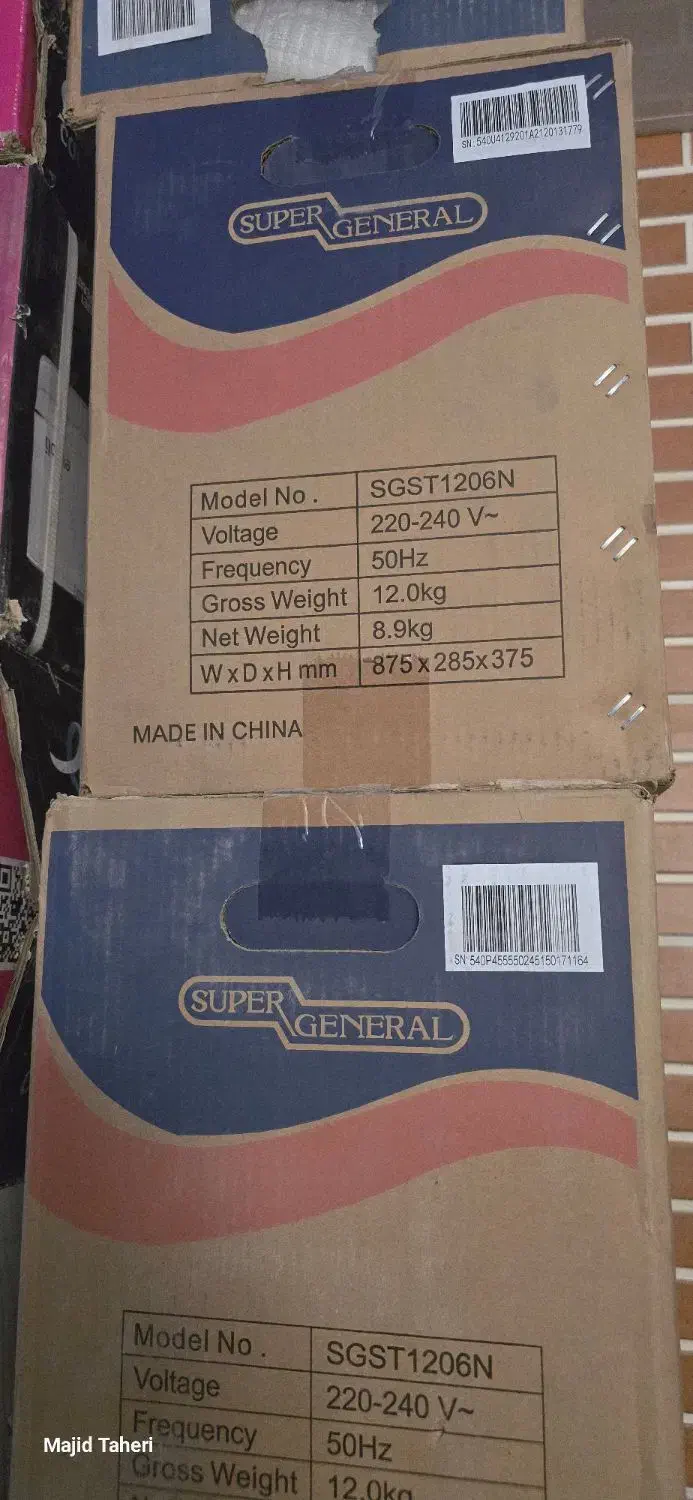 SN: 540U4129201A2120131779
SUPER GENERAL
Model No . SGST1206N
Voltage 220-240 V~
Frequency 50Hz
Gross Weight 12.0kg
Net Weight 8.9kg
W x D x H mm 875 x 285x 375
MADE IN CHINA
SN: 540P455550245150171164
SUPER GENERAL
Model No . SGST1206N
Voltage 220-240 V~
Frequency 50Hz
Gross Weight 12.0kg
Majid Taheri